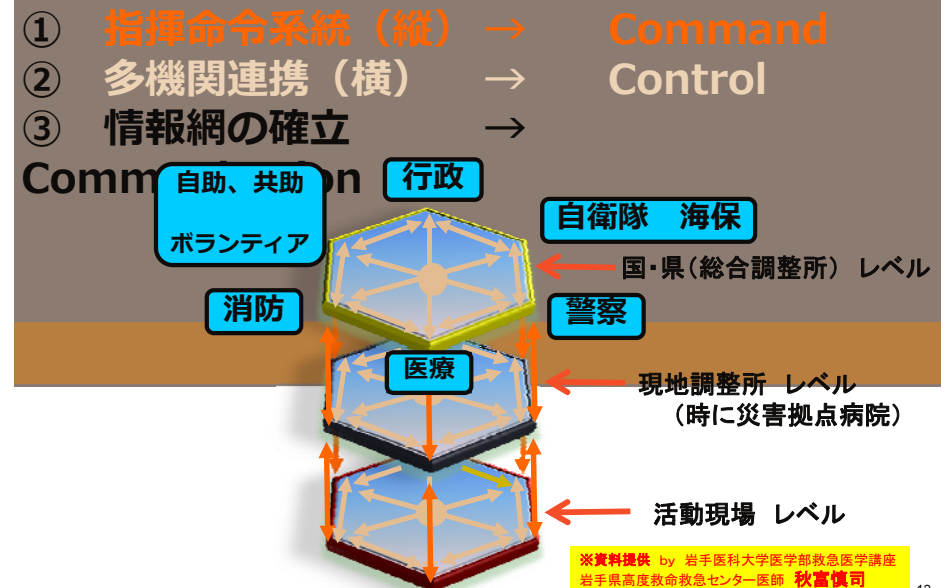 ① 指揮命令系統（縦）→ Command
② 多機関連携（横） → Control
③ 情報網の確立 →
Comm on
自助、共助
ボランティア
行政
自衛隊 海保
国・県（総合調整所） レベル
消防
警察
医療
現地調整所 レベル
（時に災害拠点病院）
活動現場 レベル
※資料提供 by 岩手医科大学医学部救急医学講座
岩手県高度救命救急センター医師 秋富慎司